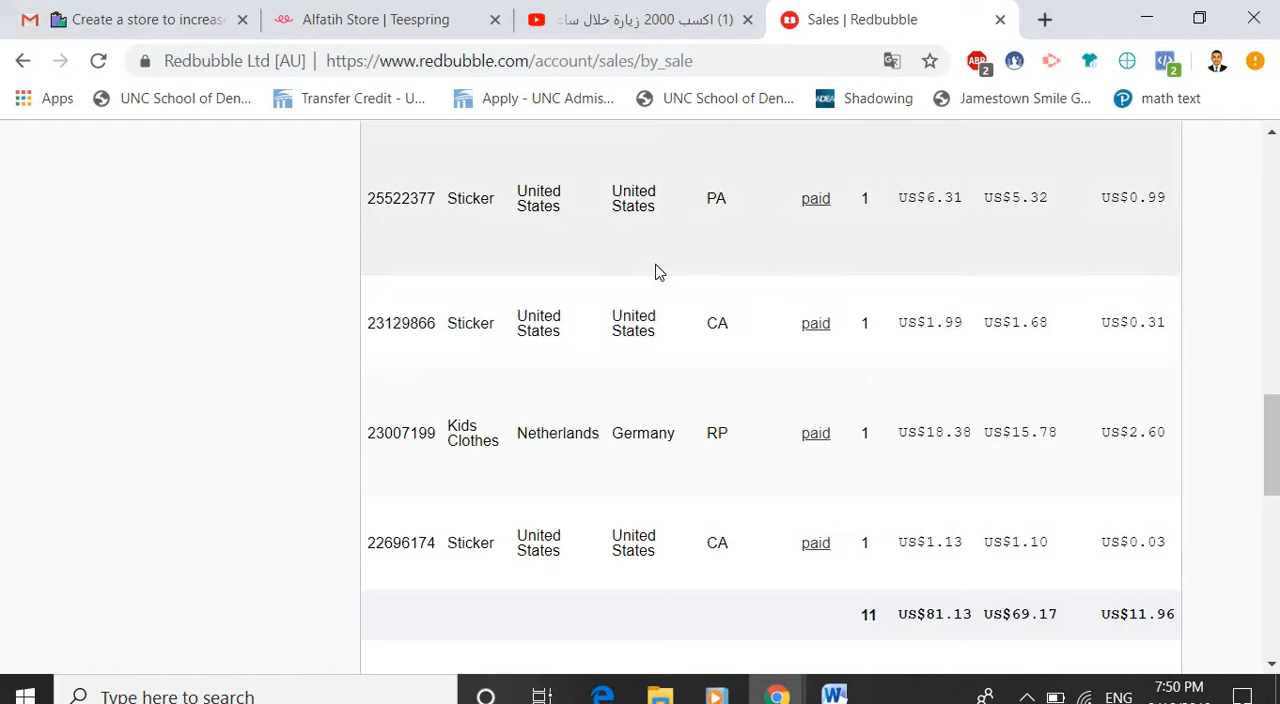 Create a store to increas
Alfatih Store | Teespring
(1) اكسب 2000 زيارة خلال ساع
Sales | Redbubble
Redbubble Ltd [AU] | https://www.redbubble.com/account/sales/by_sale
2
2
Apps
UNC School of Den...
Transfer Credit - U...
Apply - UNC Admis...
UNC School of Den...
Shadowing
Jamestown Smile G...
math text
25522377 Sticker United States United States PA paid 1 US$6.31 US$5.32 US$0.99
23129866 Sticker United States United States CA paid 1 US$1.99 US$1.68 US$0.31
23007199 Kids Clothes Netherlands Germany RP paid 1 US$18.38 US$15.78 US$2.60
22696174 Sticker United States United States CA paid 1 US$1.13 US$1.10 US$0.03
11 US$81.13 US$69.17 US$11.96
Type here to search
ENG
7:50 PM